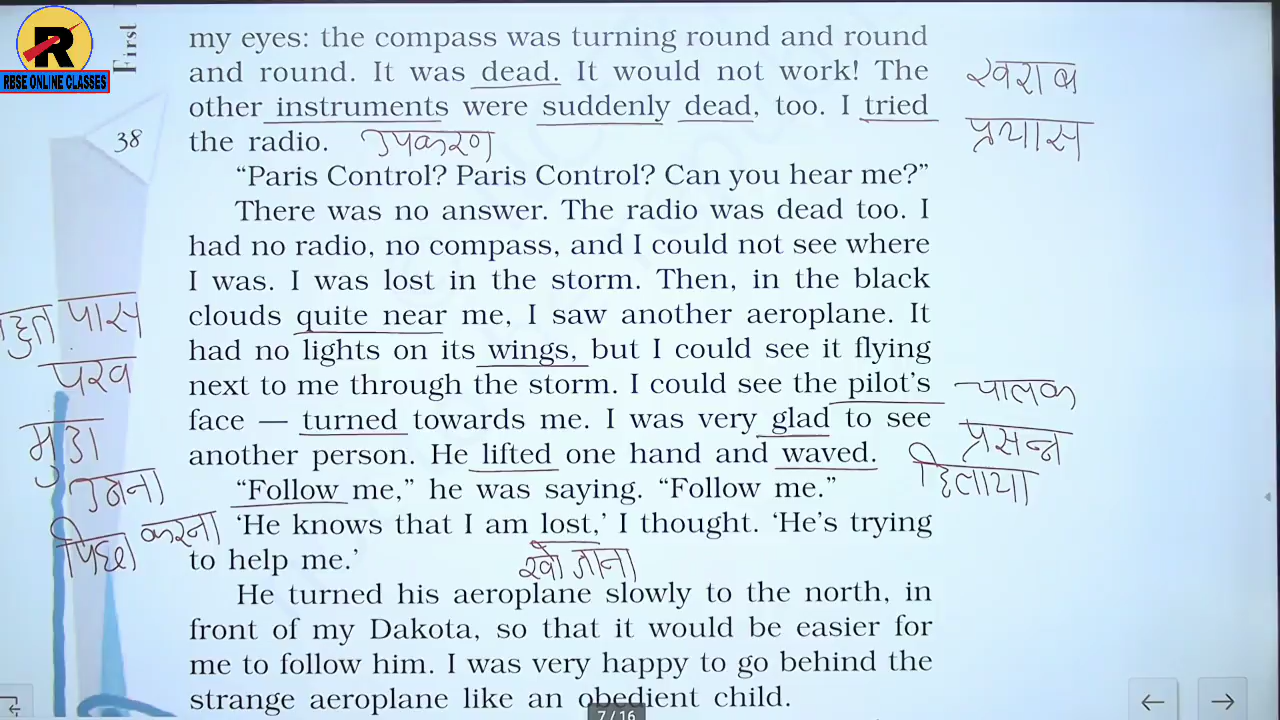 R
RBSE ONLINE CLASSES
First
38
my eyes: the compass was turning round and round
and round. It was dead. It would not work! The
खराब
other instruments were suddenly dead, too. I tried
प्रयास
the radio. उपकरण
“Paris Control? Paris Control? Can you hear me?”
There was no answer. The radio was dead too. I
had no radio, no compass, and I could not see where
I was. I was lost in the storm. Then, in the black
clouds quite near me, I saw another aeroplane. It
पास
had no lights on its wings, but I could see it flying
पंख
next to me through the storm. I could see the pilot’s
चालक
face — turned towards me. I was very glad to see
मुडा
प्रसन्न
another person. He lifted one hand and waved.
हिलाया
“Follow me,” he was saying. “Follow me.”
‘He knows that I am lost,’ I thought. ‘He’s trying
पिछा करना
to help me.’
खो जाना
He turned his aeroplane slowly to the north, in
front of my Dakota, so that it would be easier for
me to follow him. I was very happy to go behind the
strange aeroplane like an obedient child.
7 / 16